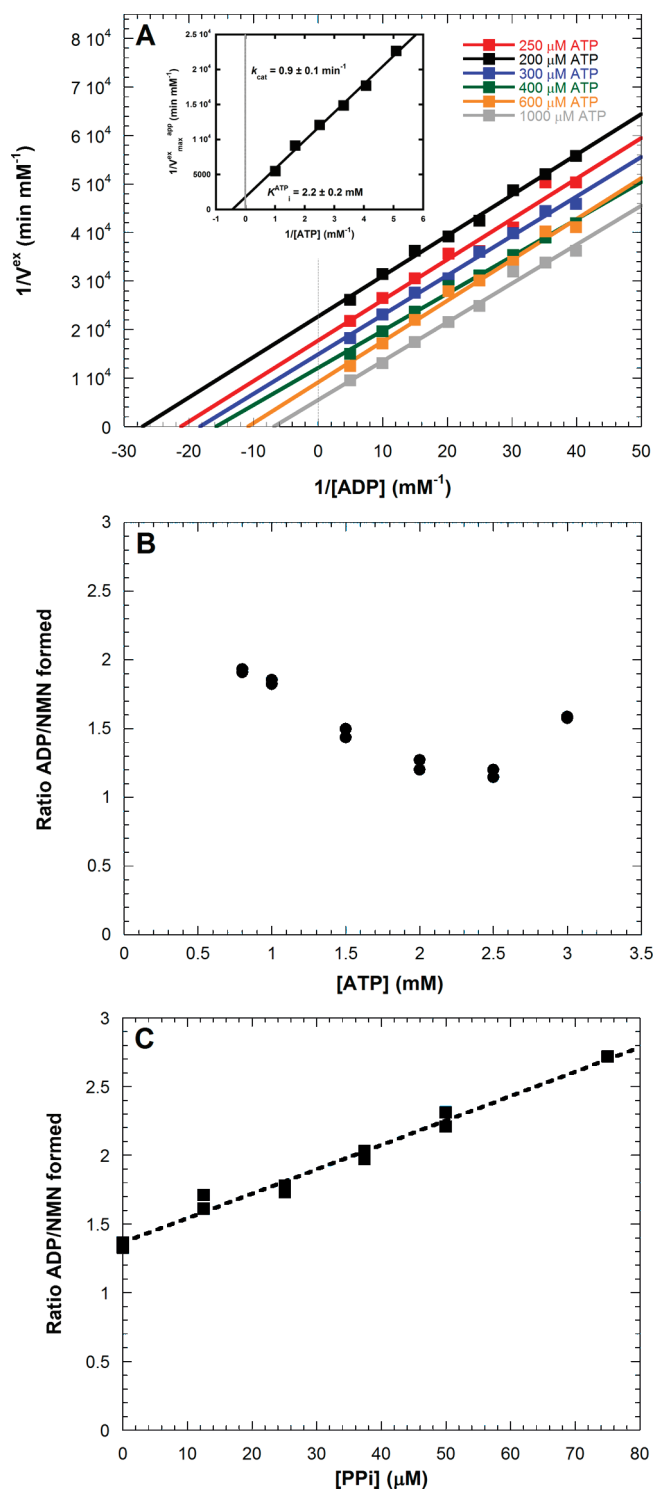 A
8 10⁴
7 10⁴
6 10⁴
5 10⁴
4 10⁴
3 10⁴
2 10⁴
1 10⁴
0
1/Vᵉˣ (min mM⁻¹)
-30 -20 -10 0 10 20 30 40 50
1/[ADP] (mM⁻¹)
250 µM ATP
200 µM ATP
300 µM ATP
400 µM ATP
600 µM ATP
1000 µM ATP
2.5 10⁴
2 10⁴
1.5 10⁴
1 10⁴
5000
0
1/Vᵉˣmaxᵃᵖᵖ (min mM⁻¹)
kcat = 0.9 ± 0.1 min⁻¹
Kᴬᵀᴾi = 2.2 ± 0.2 mM
-1 0 1 2 3 4 5 6
1/[ATP] (mM⁻¹)
B
3
2.5
2
1.5
1
0.5
0
Ratio ADP/NMN formed
0 0.5 1 1.5 2 2.5 3 3.5
[ATP] (mM)
C
3
2.5
2
1.5
1
0.5
0
Ratio ADP/NMN formed
0 10 20 30 40 50 60 70 80
[PPi] (µM)